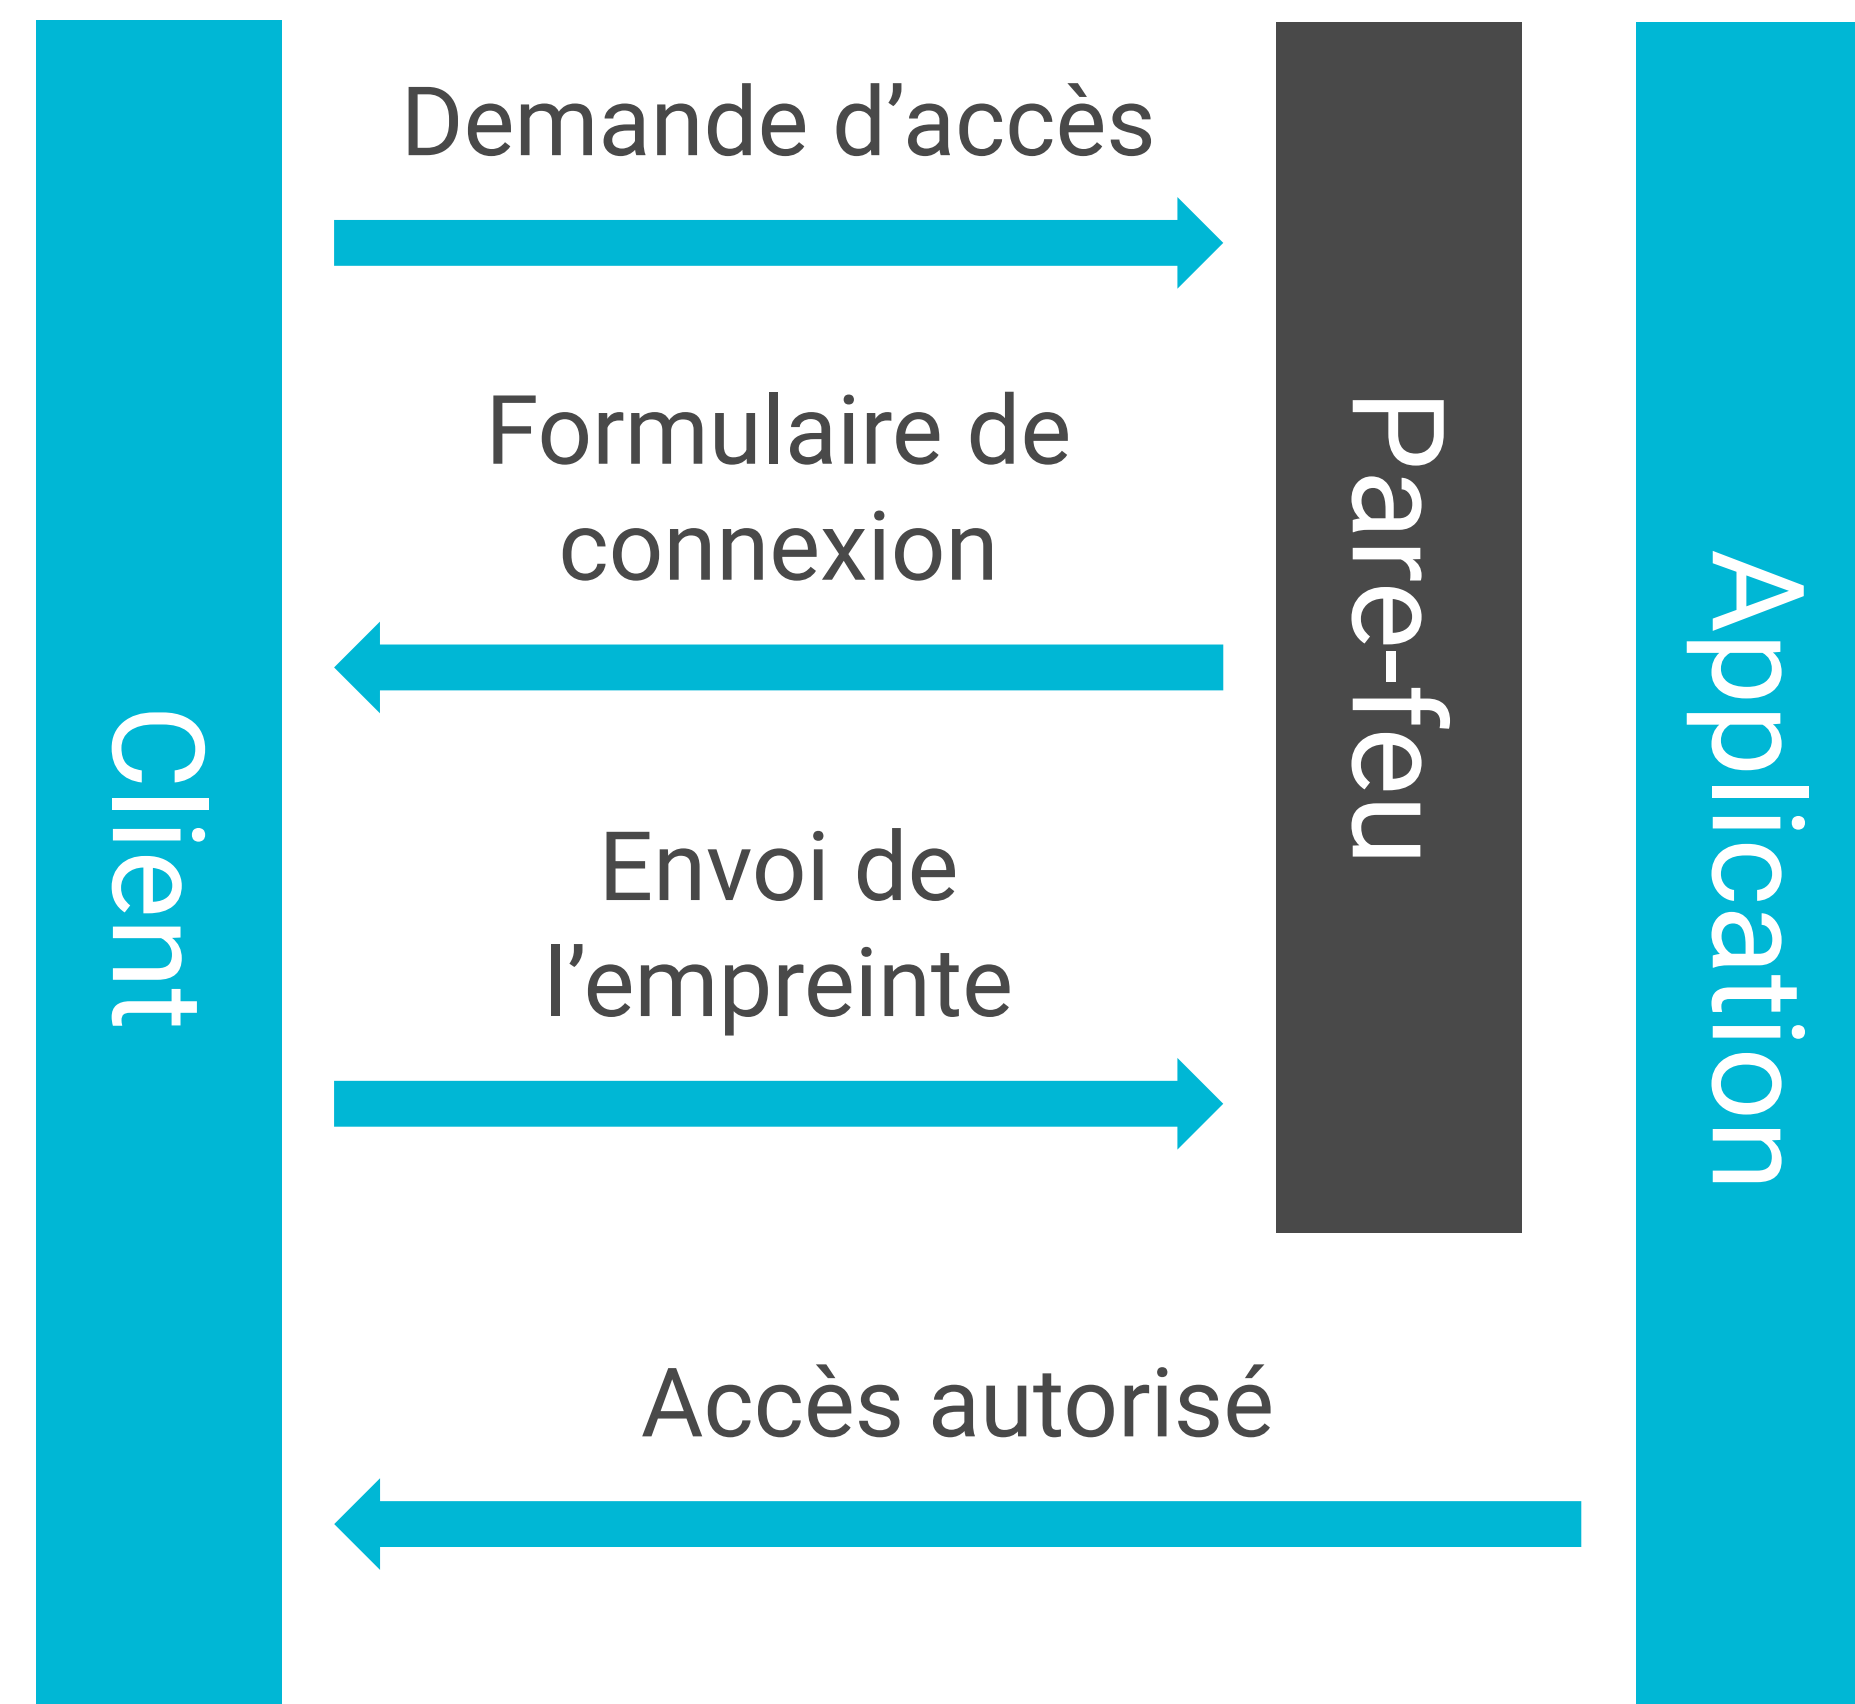 Demande d’accès
Formulaire de
connexion
Envoi de
l’empreinte
Accès autorisé
Client
Pare-feu
Application